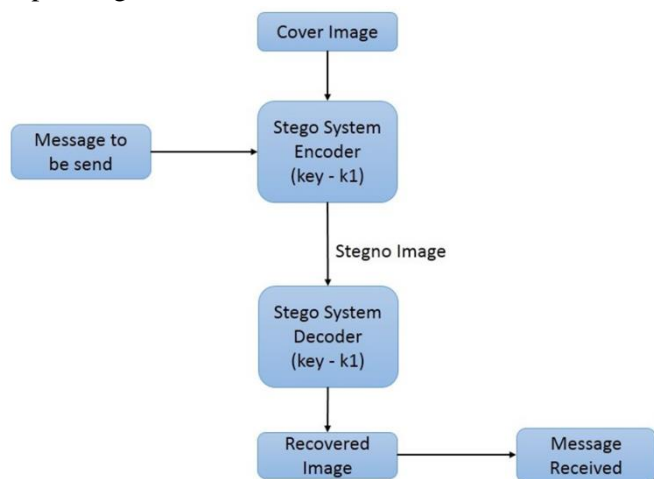 Cover Image
Stego System
Encoder
(key - k1)
Message to
be send
Stegno Image
Stego System
Decoder
(key - k1)
Recovered
Image
Message
Received